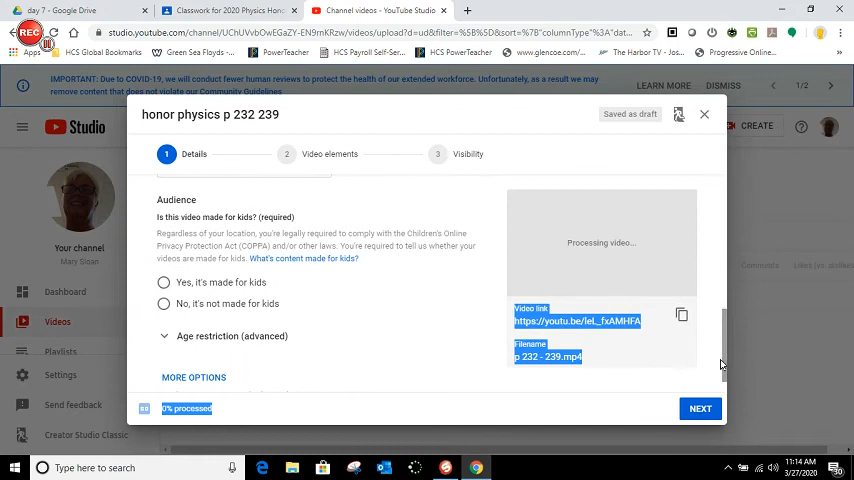 day 7 - Google Drive
Classwork for 2020 Physics Honor
Channel videos - YouTube Studio
REC
studio.youtube.com/channel/UChUVvbOwEGaZY-EN9rnKRzw/videos/upload?d=ud&filter=%5B%5D&sort=%7B"columnType"%3A"dat...
Apps
HCS Global Bookmarks
Green Sea Floyds -...
PowerTeacher
HCS Payroll Self-Ser...
HCS PowerTeacher
www.glencoe.com/...
The Harbor TV - Jos...
Progressive Online...
IMPORTANT: Due to COVID-19, we will conduct fewer human reviews to protect the health of our extended workforce. Unfortunately, as a result we may
remove content that does not violate our Community Guidelines
LEARN MORE
DISMISS
1/2
Studio
CREATE
honor physics p 232 239
Saved as draft
1
Details
2
Video elements
3
Visibility
Audience
Is this video made for kids? (required)
Regardless of your location, you're legally required to comply with the Children's Online
Privacy Protection Act (COPPA) and/or other laws. You're required to tell us whether your
videos are made for kids. What's content made for kids?
Yes, it's made for kids
No, it's not made for kids
Age restriction (advanced)
MORE OPTIONS
Processing video...
Video link
https://youtu.be/leL_fxAMHFA
Filename
p 232 - 239.mp4
0% processed
NEXT
Your channel
Mary Sloan
Dashboard
Videos
Playlists
Settings
Send feedback
Creator Studio Classic
Comments
Likes (vs. dislikes)
Type here to search
11:14 AM
3/27/2020
30